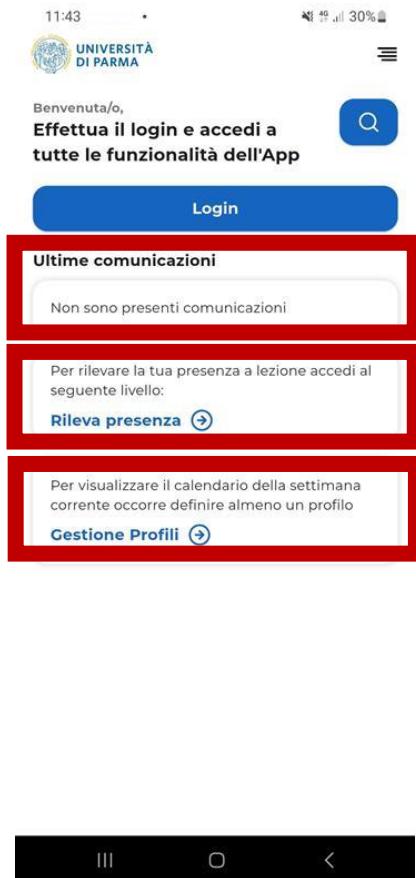 11:43
4G 30%
UNIVERSITÀ
DI PARMA
Benvenuta/o,
Effettua il login e accedi a
tutte le funzionalità dell'App
Login
Ultime comunicazioni
Non sono presenti comunicazioni
Per rilevare la tua presenza a lezione accedi al
seguente livello:
Rileva presenza
Per visualizzare il calendario della settimana
corrente occorre definire almeno un profilo
Gestione Profili